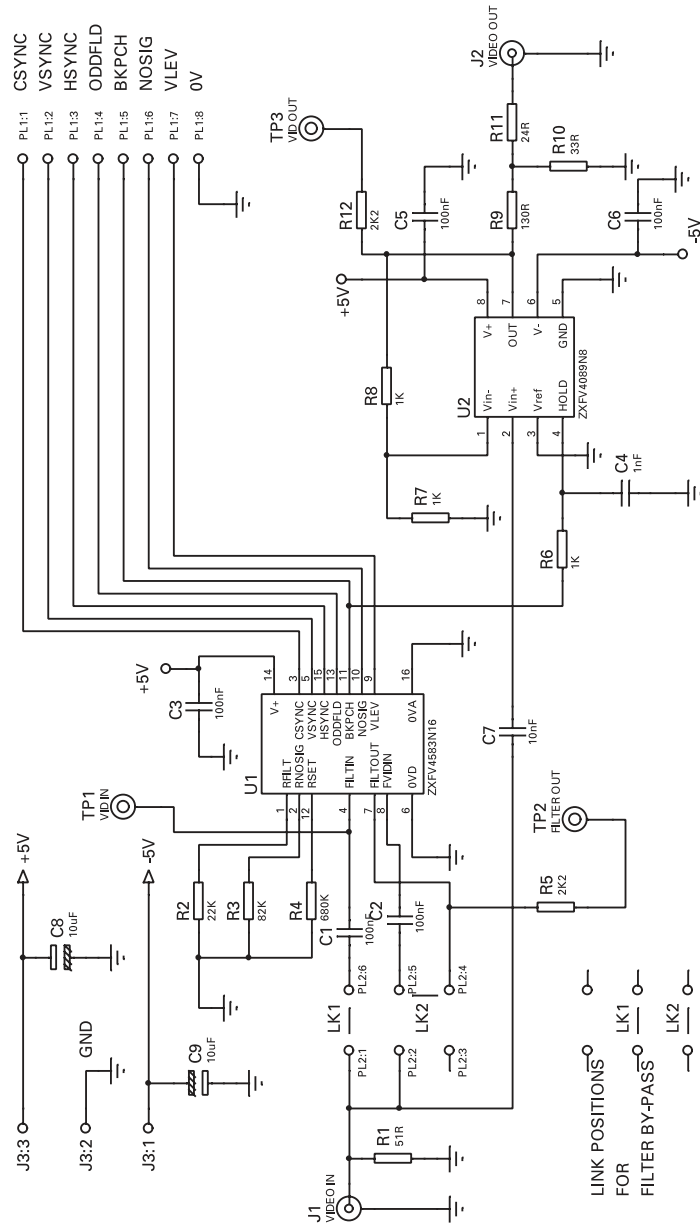 J3:3
J3:2
J3:1
+5V
GND
-5V
C8
10uF
C9
10uF
TP1
VID IN
+5V
C3
100nF
CSYNC
VSYNC
HSYNC
ODDFLD
BKPCH
NOSIG
VLEV
0V
PL1:1
PL1:2
PL1:3
PL1:4
PL1:5
PL1:6
PL1:7
PL1:8
R2
22K
R3
82K
R4
680K
U1
1
2
12
4
7
8
6
RFILT
RNOSIG
RSET
FILTIN
FILTOUT
FVIDIN
0VD
V+
CSYNC
VSYNC
HSYNC
ODDFLD
BKPCH
NOSIG
VLEV
0VA
14
3
5
15
13
11
10
9
16
ZXFV4583N16
C1
100nF
C2
100nF
PL2:1
PL2:2
PL2:3
PL2:6
PL2:5
PL2:4
LK1
LK2
J1
VIDEO IN
R1
51R
R5
2K2
TP2
FILTER OUT
C7
10nF
R6
1K
C4
1nF
R7
1K
R8
1K
U2
1
2
3
4
Vin-
Vin+
Vref
HOLD
V+
OUT
V-
GND
8
7
6
5
ZXFV4089N8
+5V
R12
2K2
TP3
VID OUT
C5
100nF
R9
130R
R11
24R
R10
33R
J2
VIDEO OUT
C6
100nF
-5V
LINK POSITIONS
FOR
FILTER BY-PASS
LK1
LK2